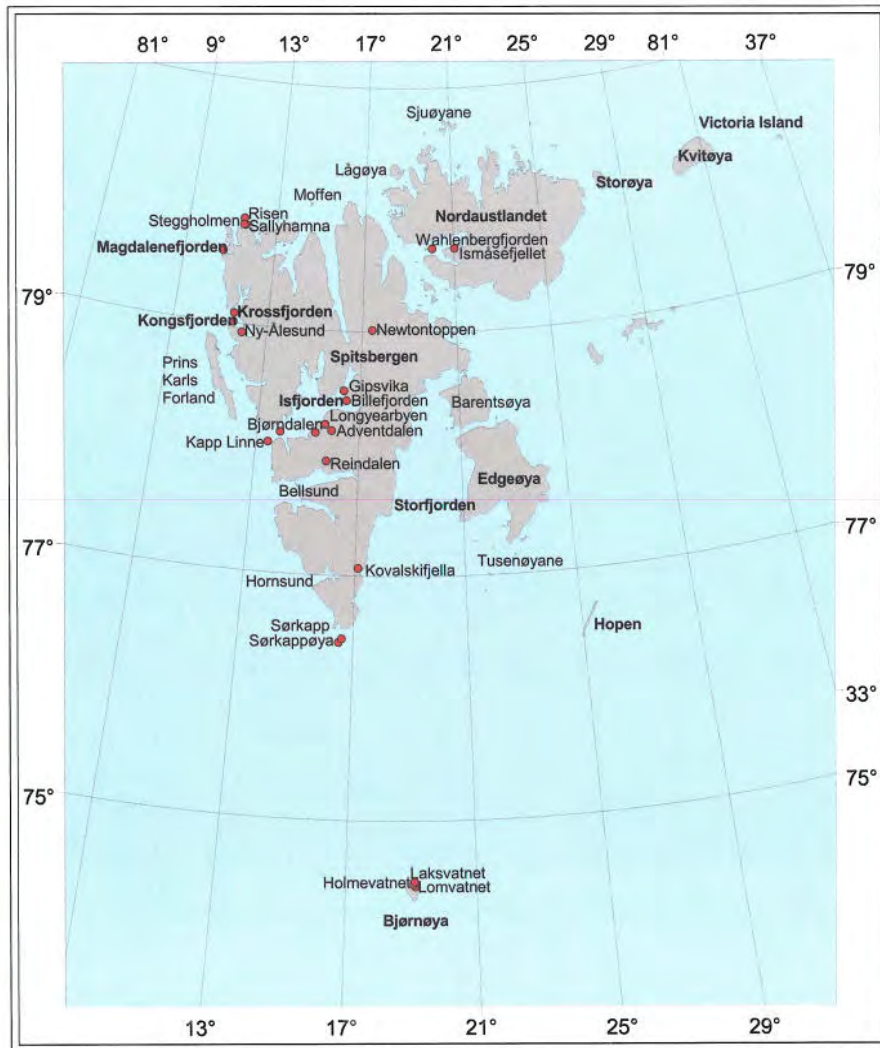 81° 9° 13° 17° 21° 25° 29° 81° 37°
Sjuøyane
Victoria Island
Kvitøya
Lågøya
Storøya
Moffen
Nordaustlandet
Risen
Steggholmen
Sallyhamna
Wahlenbergfjorden
Magdalenefjorden
Ismåsefjellet
79°
79°
Krossfjorden
Kongsfjorden
Ny-Ålesund
Newtontoppen
Spitsbergen
Prins
Karls
Forland
Gipsvika
Isfjorden
Billefjorden
Barentsøya
Longyearbyen
Bjørndalen
Adventdalen
Kapp Linne
Reindalen
Edgeøya
Bellsund
Storfjorden
77°
77°
Tusenøyane
Kovalskifjella
Hornsund
Hopen
Sørkapp
Sørkappøya
33°
75°
75°
Laksvatnet
Holmevatnet
Lomvatnet
Bjørnøya
13° 17° 21° 25° 29°